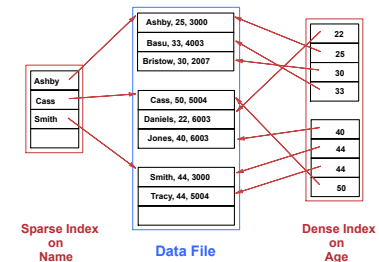 Ashby
Cass
Smith
Sparse Index
on
Name
Ashby, 25, 3000
Basu, 33, 4003
Bristow, 30, 2007
Cass, 50, 5004
Daniels, 22, 6003
Jones, 40, 6003
Smith, 44, 3000
Tracy, 44, 5004
Data File
22
25
30
33
40
44
44
50
Dense Index
on
Age